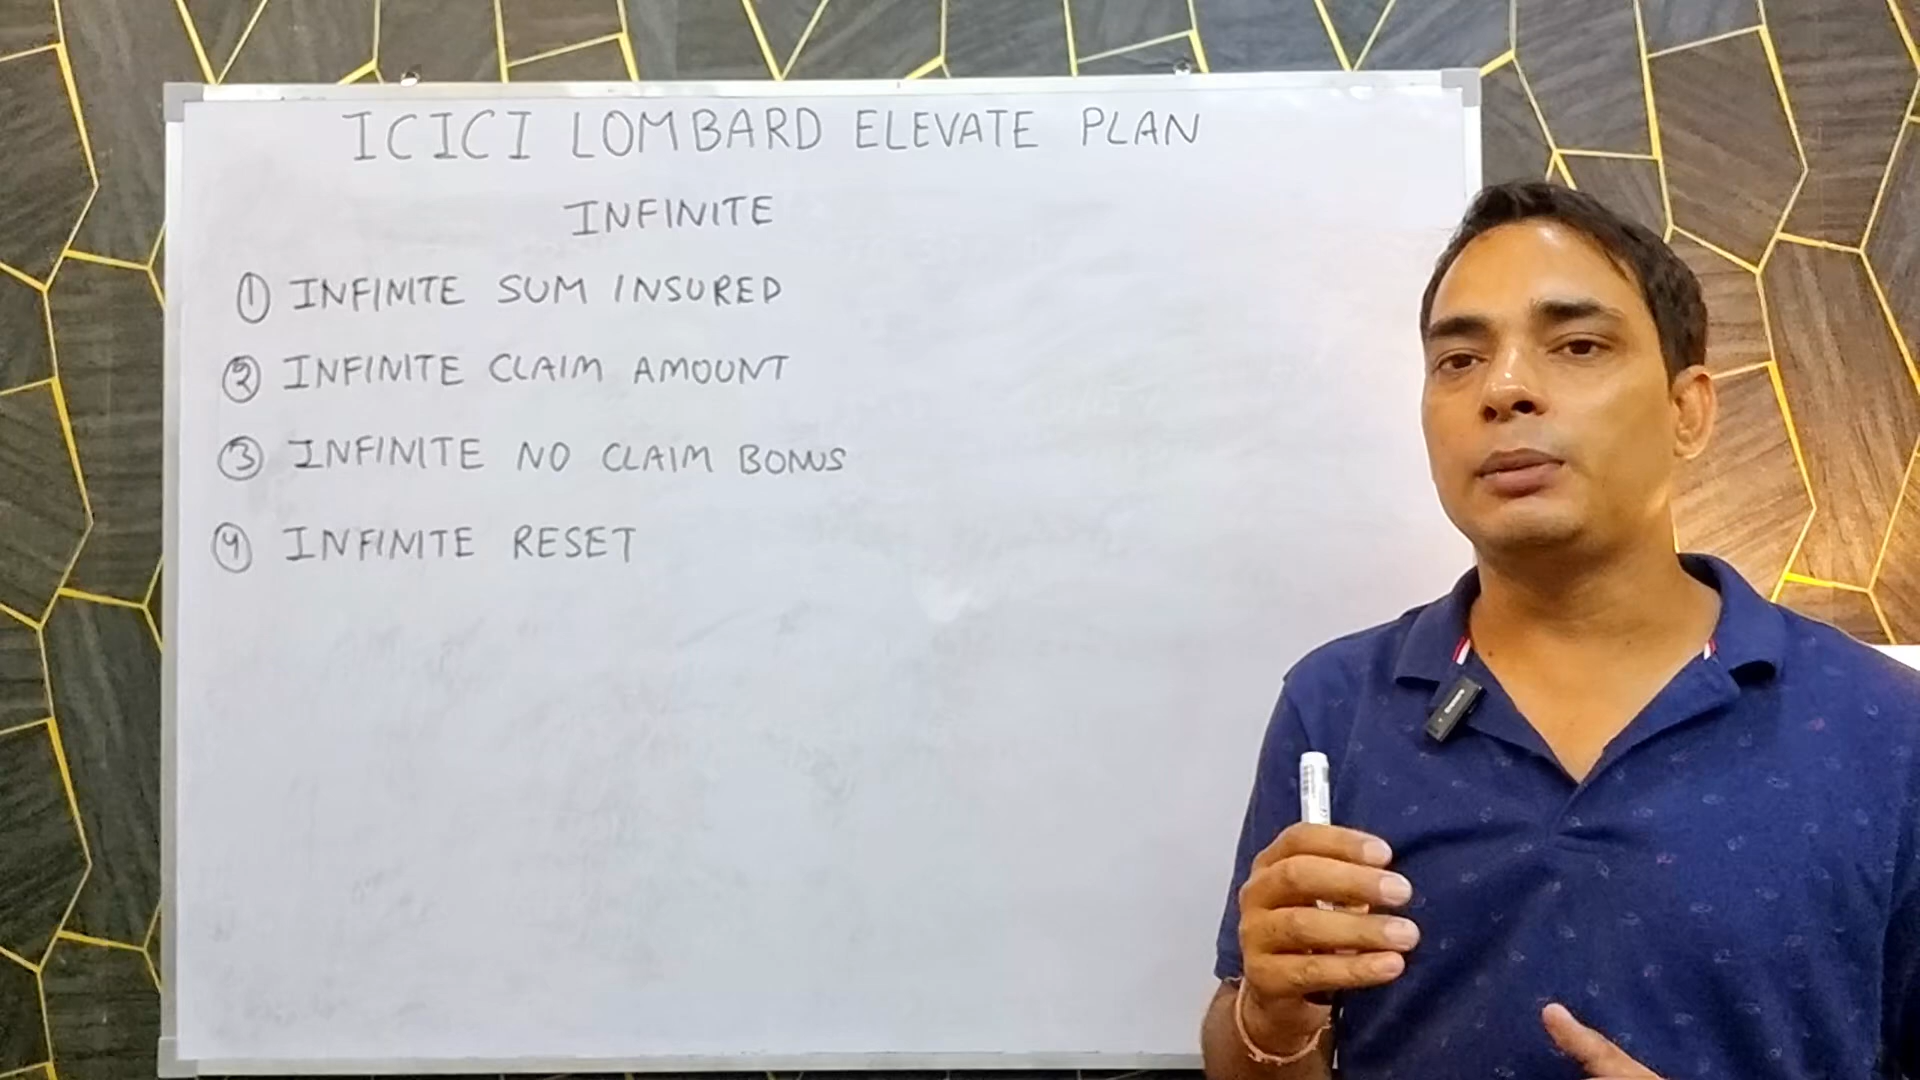 ICICI LOMBARD ELEVATE PLAN
INFINITE
① INFINITE SUM INSURED
② INFINITE CLAIM AMOUNT
③ INFINITE NO CLAIM BONUS
④ INFINITE RESET